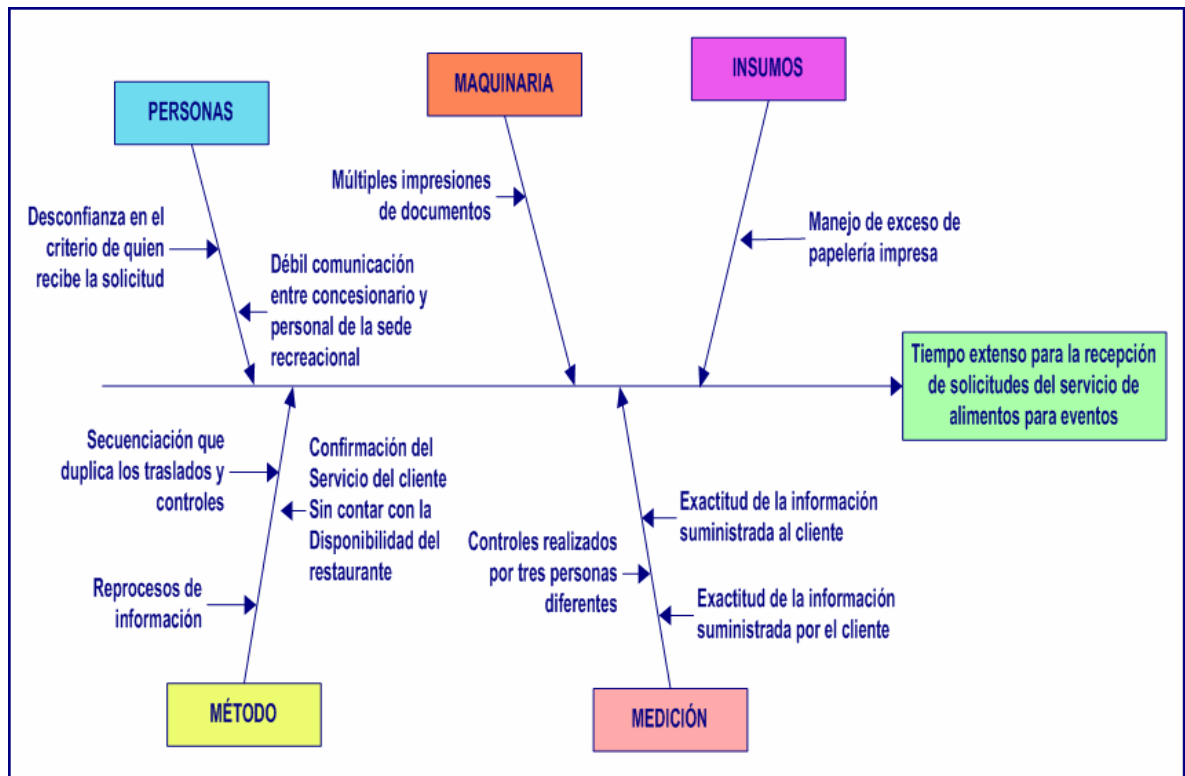 PERSONAS
MAQUINARIA
INSUMOS
Desconfianza en el
criterio de quien
recibe la solicitud
Débil comunicación
entre concesionario y
personal de la sede
recreacional
Múltiples impresiones
de documentos
Manejo de exceso de
papelería impresa
Tiempo extenso para la recepción
de solicitudes del servicio de
alimentos para eventos
Secuenciación que
duplica los traslados y
controles
Confirmación del
Servicio del cliente
Sin contar con la
Disponibilidad del
restaurante
Reprocesos de
información
Exactitud de la información
suministrada al cliente
Controles realizados
por tres personas
diferentes
Exactitud de la información
suministrada por el cliente
MÉTODO
MEDICIÓN